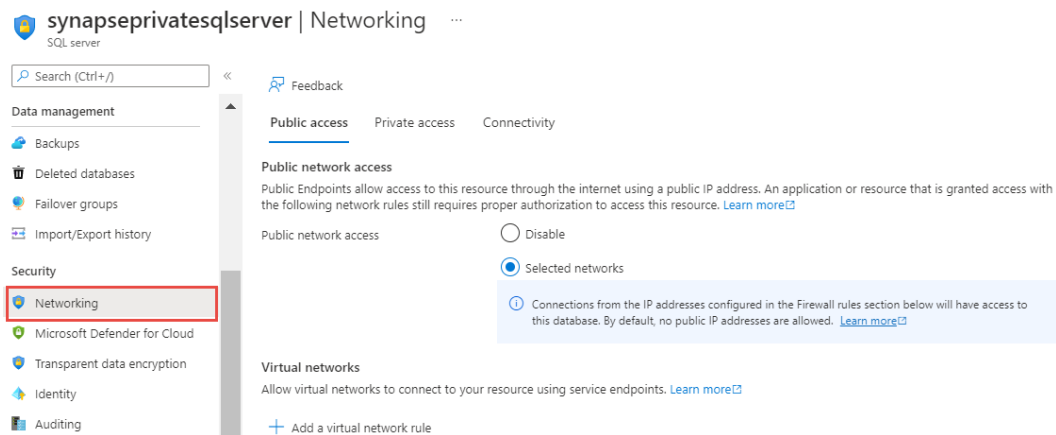 synapseprivatesqlserver | Networking ...
SQL server
Search (Ctrl+/)
Data management
Backups
Deleted databases
Failover groups
Import/Export history
Security
Networking
Microsoft Defender for Cloud
Transparent data encryption
Identity
Auditing
Feedback
Public access Private access Connectivity
Public network access
Public Endpoints allow access to this resource through the internet using a public IP address. An application or resource that is granted access with
the following network rules still requires proper authorization to access this resource. Learn more
Public network access
Disable
Selected networks
Connections from the IP addresses configured in the Firewall rules section below will have access to
this database. By default, no public IP addresses are allowed. Learn more
Virtual networks
Allow virtual networks to connect to your resource using service endpoints. Learn more
Add a virtual network rule